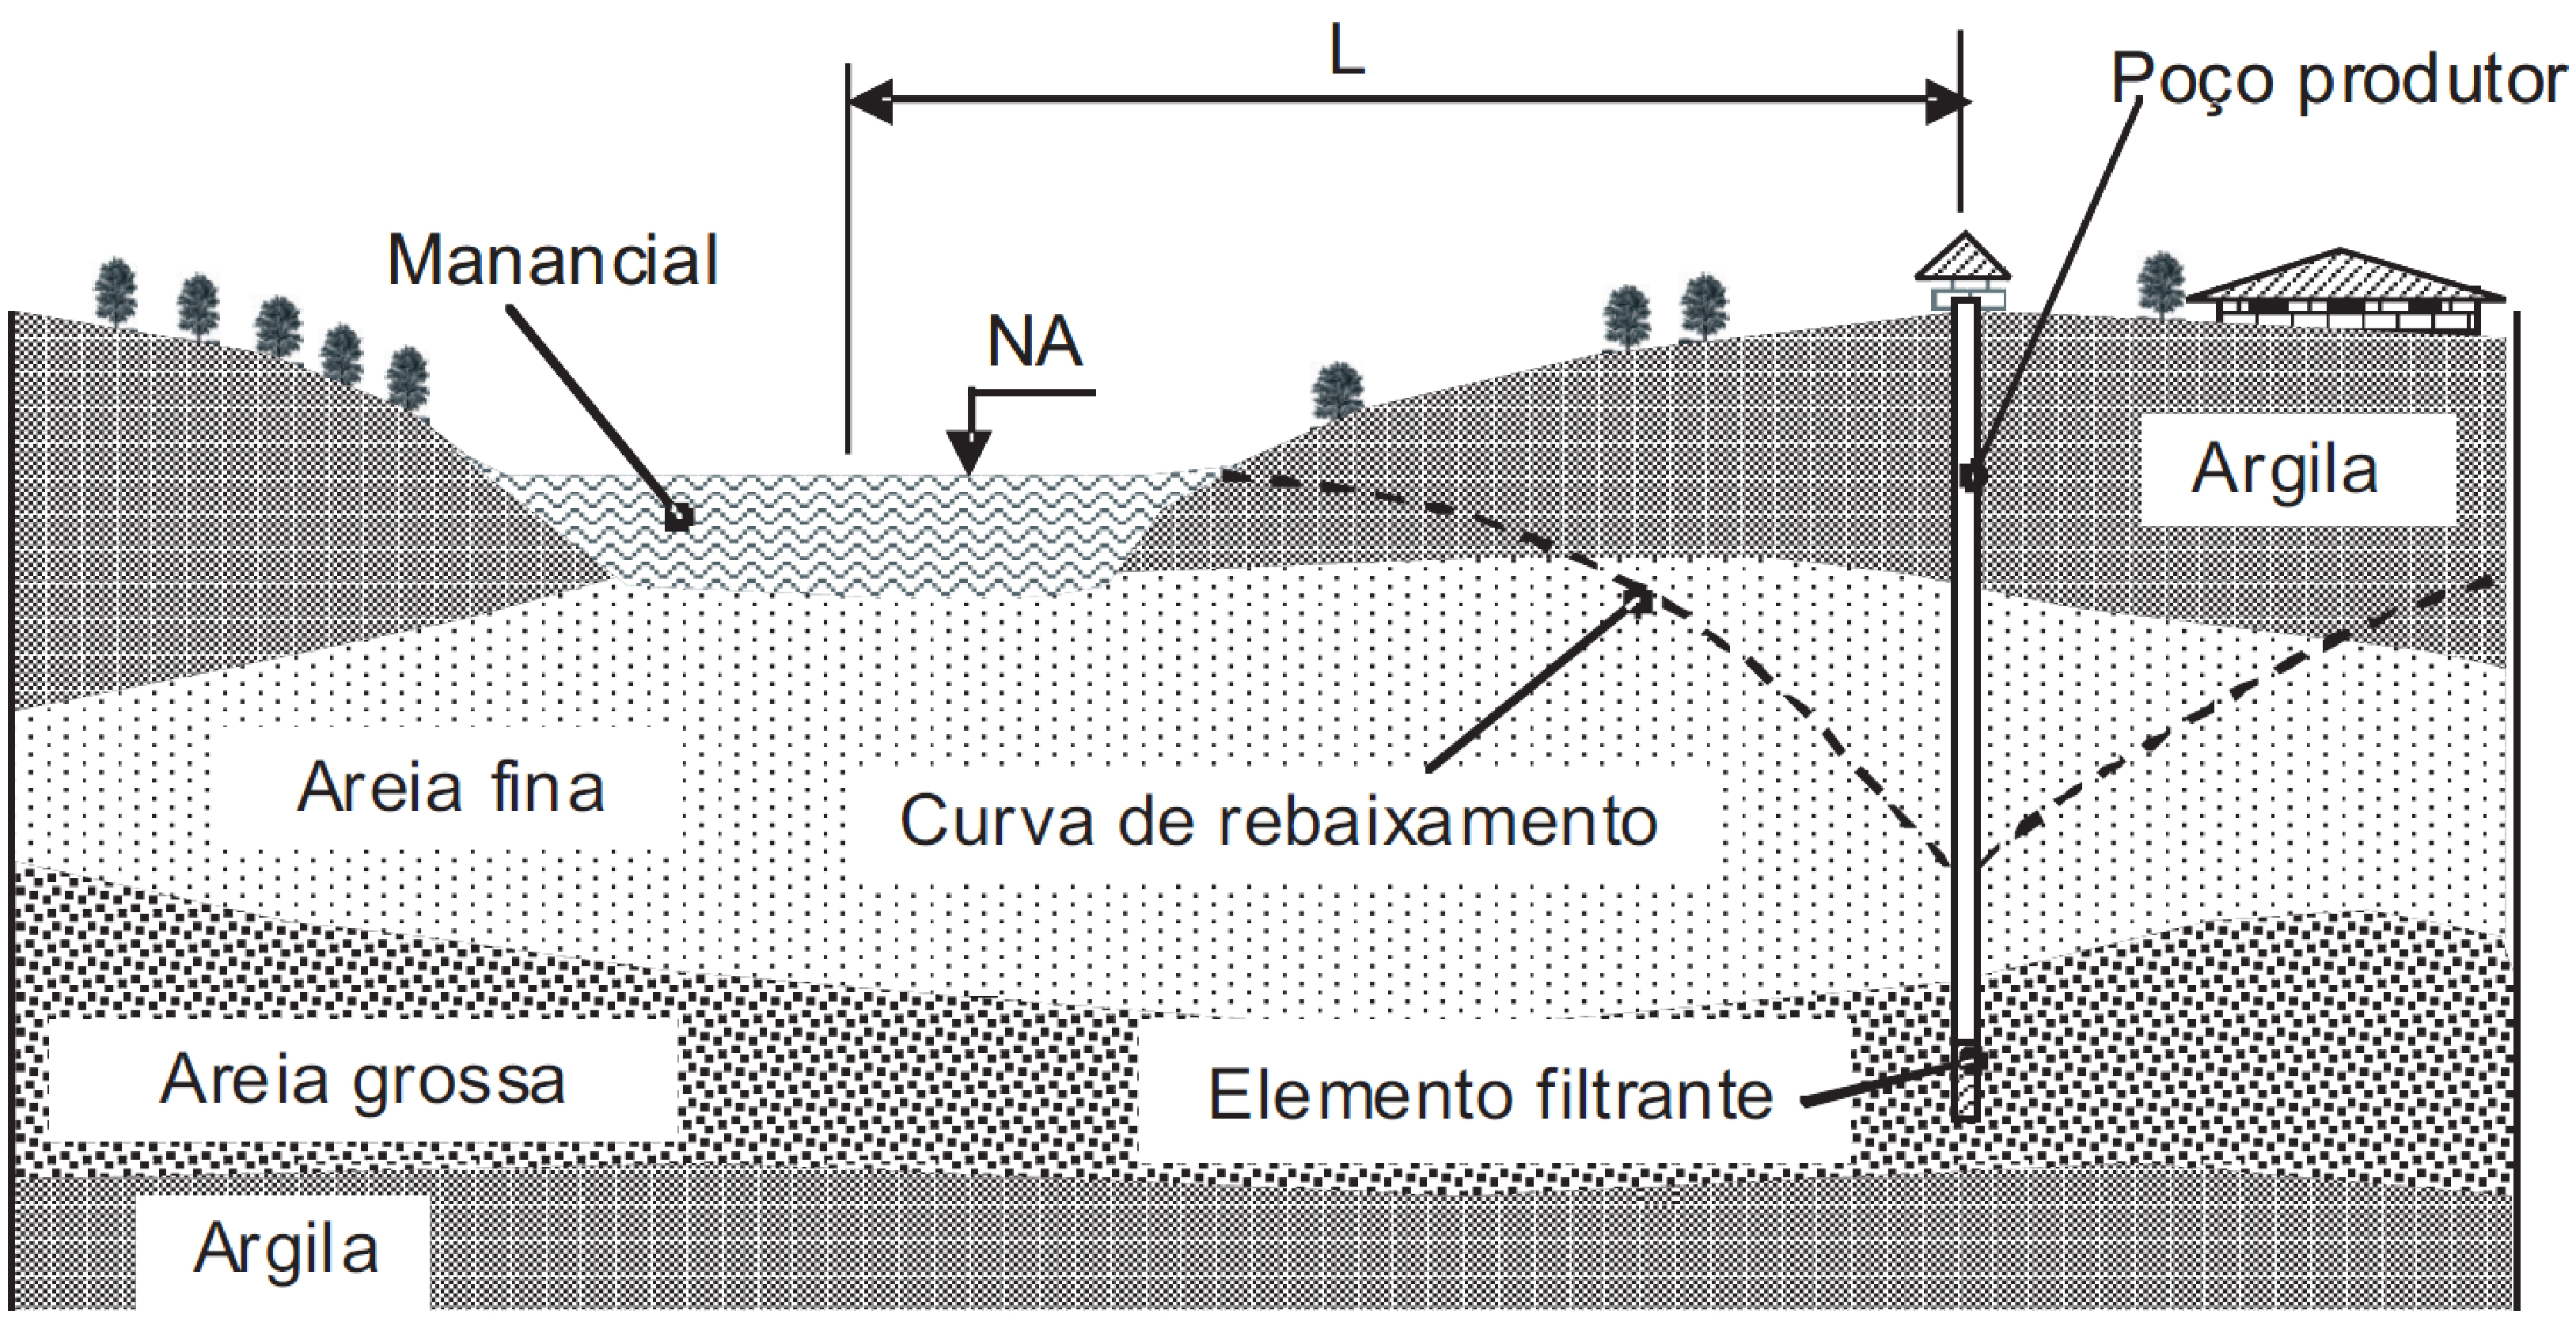 L
Poço produtor
Manancial
NA
Argila
Areia fina
Curva de rebaixamento
Areia grossa
Elemento filtrante
Argila